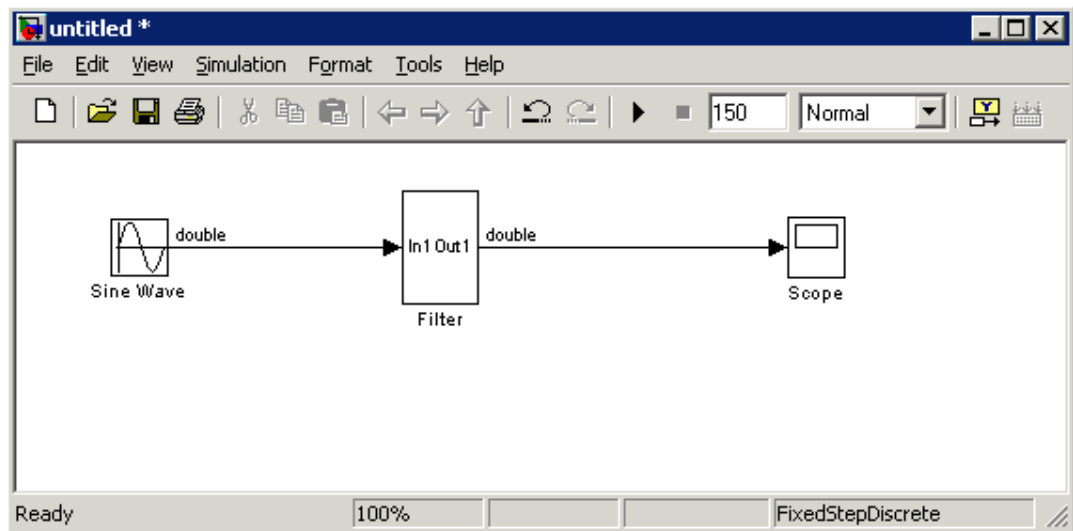 untitled *
File Edit View Simulation Format Tools Help
150 Normal
double
In1 Out1
double
Sine Wave
Filter
Scope
Ready 100% FixedStepDiscrete